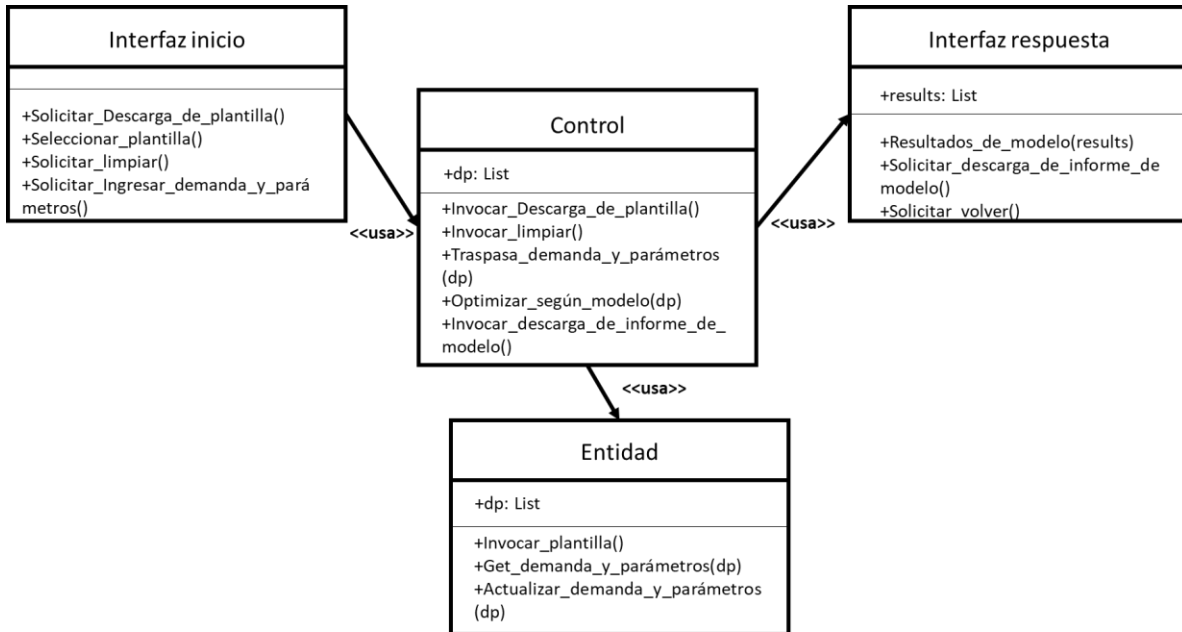 Interfaz inicio
+Solicitar_Descarga_de_plantilla()
+Seleccionar_plantilla()
+Solicitar_limpiar()
+Solicitar_Ingresar_demanda_y_pará
metros()
<<usa>>
Control
+dp: List
+Invocar_Descarga_de_plantilla()
+Invocar_limpiar()
+Traspasa_demanda_y_parámetros
(dp)
+Optimizar_según_modelo(dp)
+Invocar_descarga_de_informe_de_
modelo()
<<usa>>
Interfaz respuesta
+results: List
+Resultados_de_modelo(results)
+Solicitar_descarga_de_informe_de
modelo()
+Solicitar_volver()
<<usa>>
Entidad
+dp: List
+Invocar_plantilla()
+Get_demanda_y_parámetros(dp)
+Actualizar_demanda_y_parámetros
(dp)